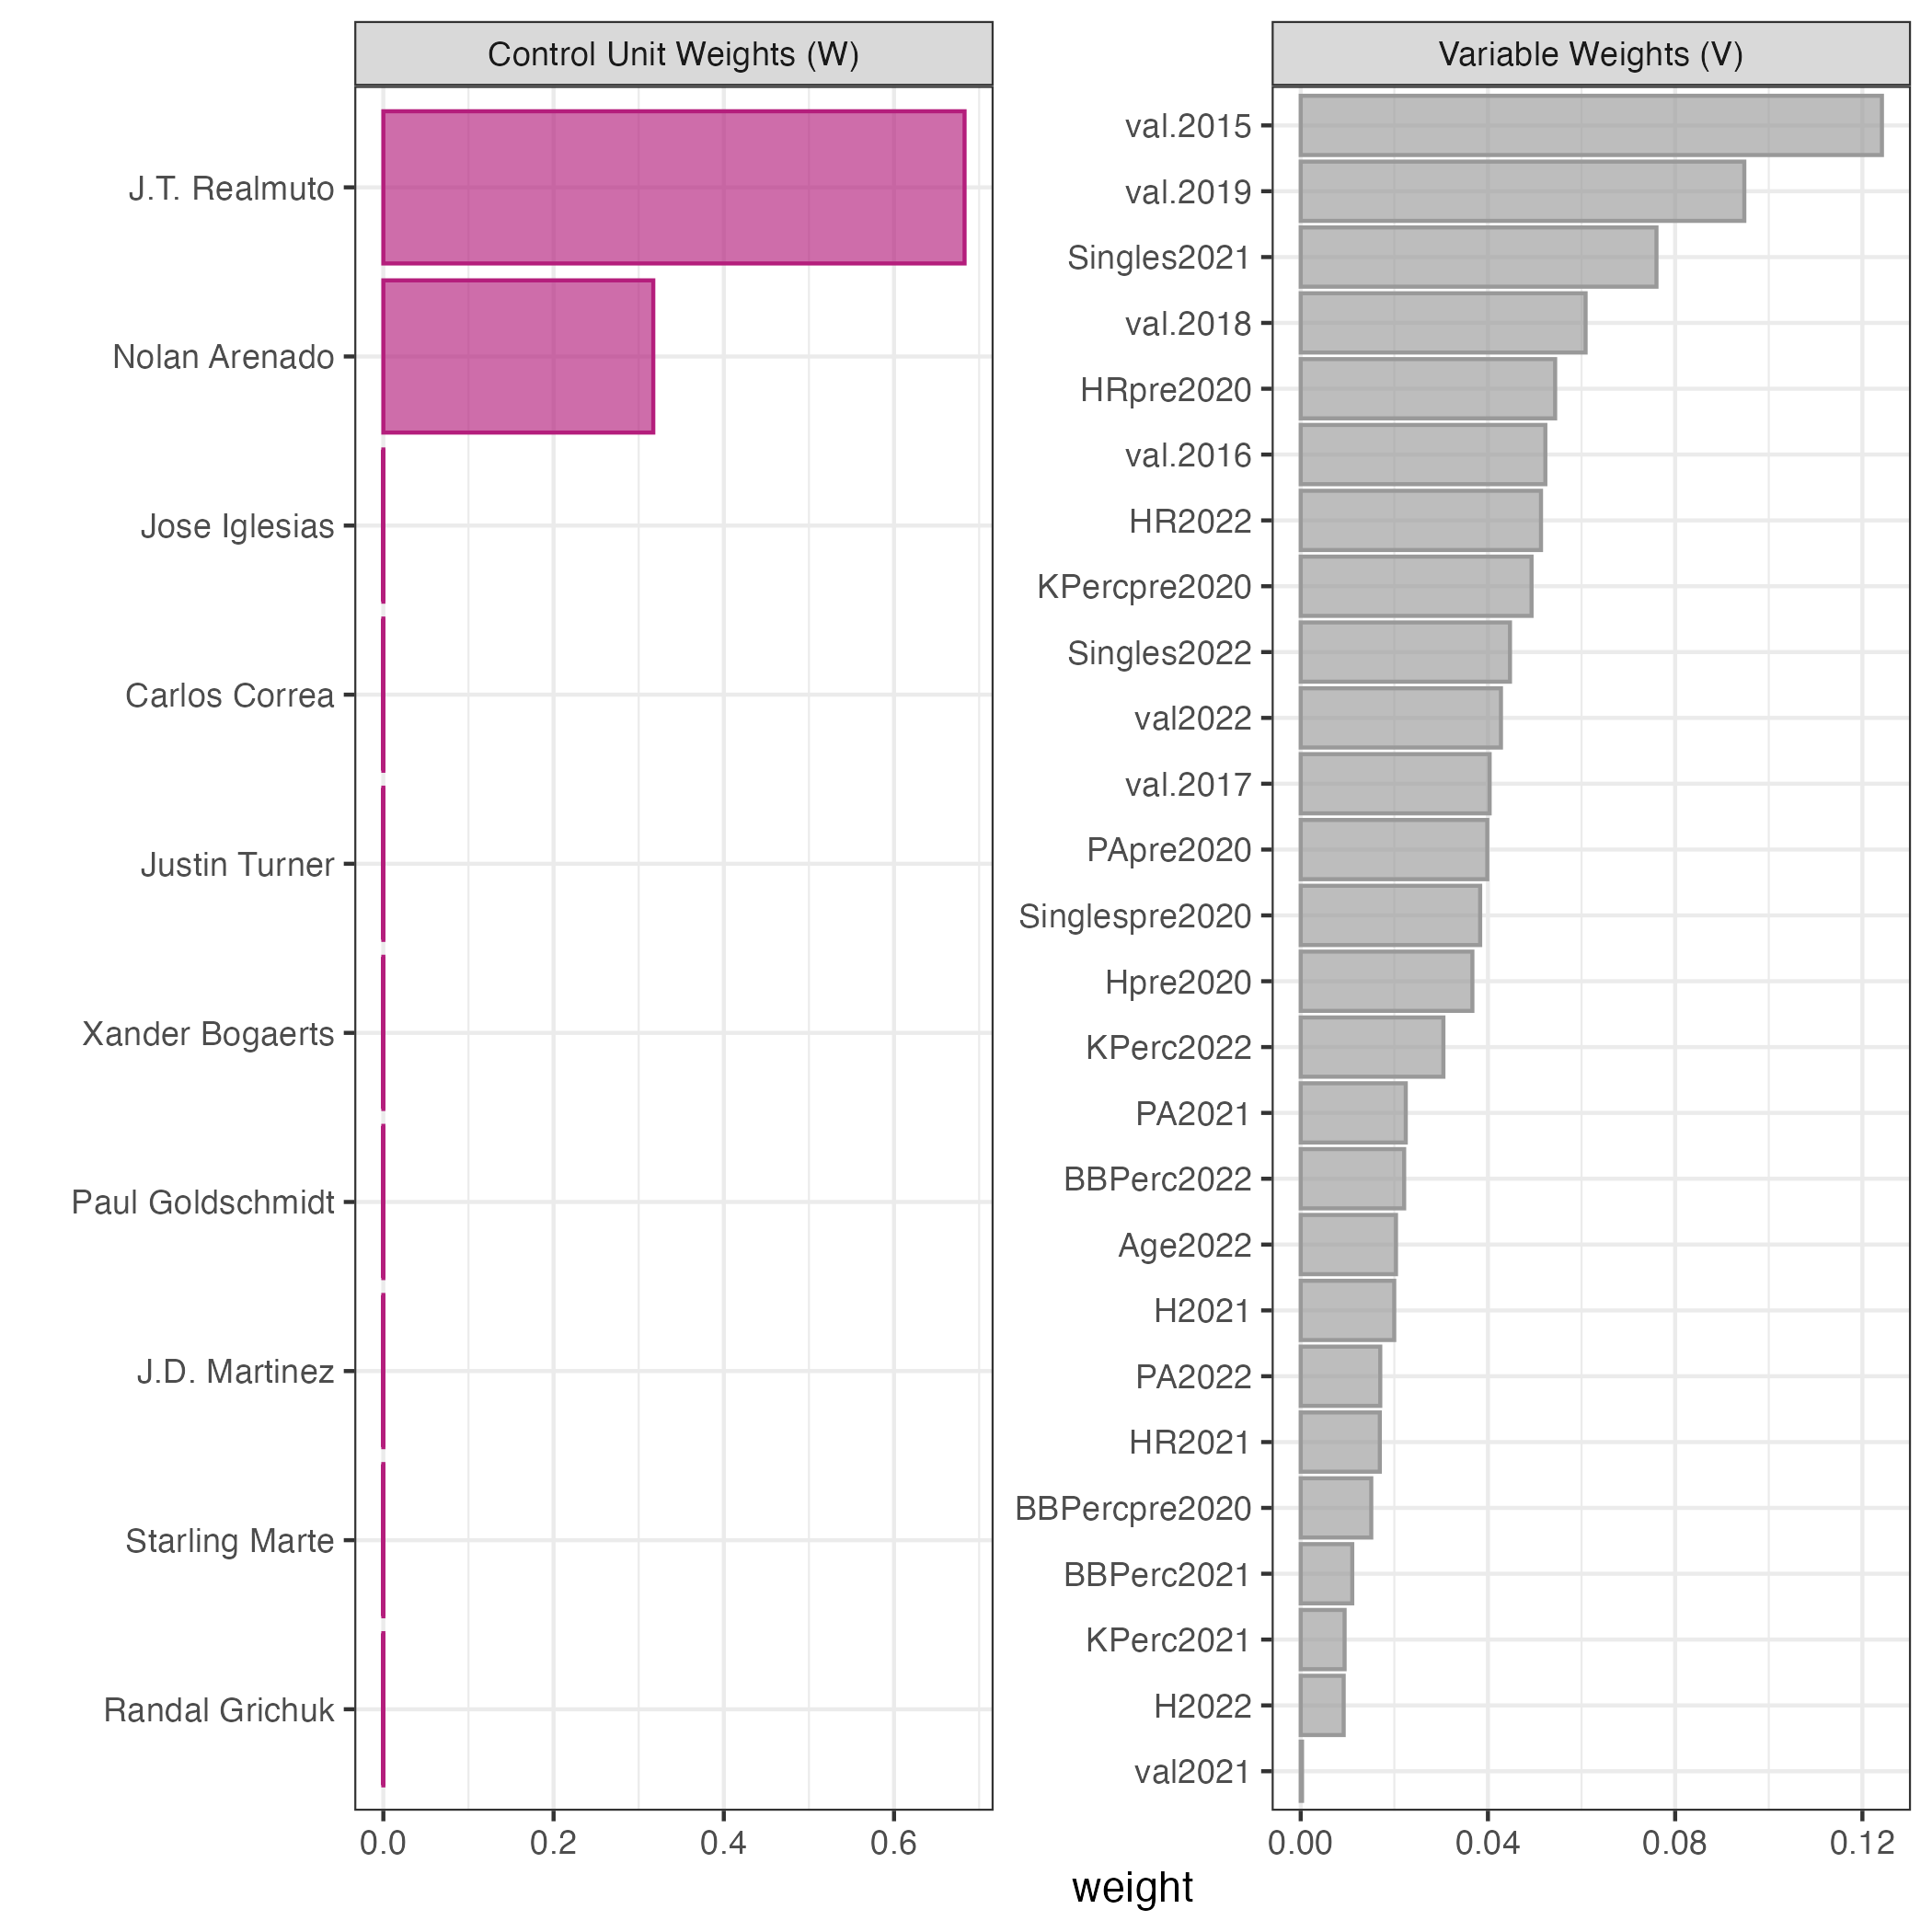 Control Unit Weights (W)
J.T. Realmuto
Nolan Arenado
Jose Iglesias
Carlos Correa
Justin Turner
Xander Bogaerts
Paul Goldschmidt
J.D. Martinez
Starling Marte
Randal Grichuk
0.0 0.2 0.4 0.6
Variable Weights (V)
val.2015
val.2019
Singles2021
val.2018
HRpre2020
val.2016
HR2022
KPercpre2020
Singles2022
val2022
val.2017
PApre2020
Singlespre2020
Hpre2020
KPerc2022
PA2021
BBPerc2022
Age2022
H2021
PA2022
HR2021
BBPercpre2020
BBPerc2021
KPerc2021
H2022
val2021
0.00 0.04 0.08 0.12
weight